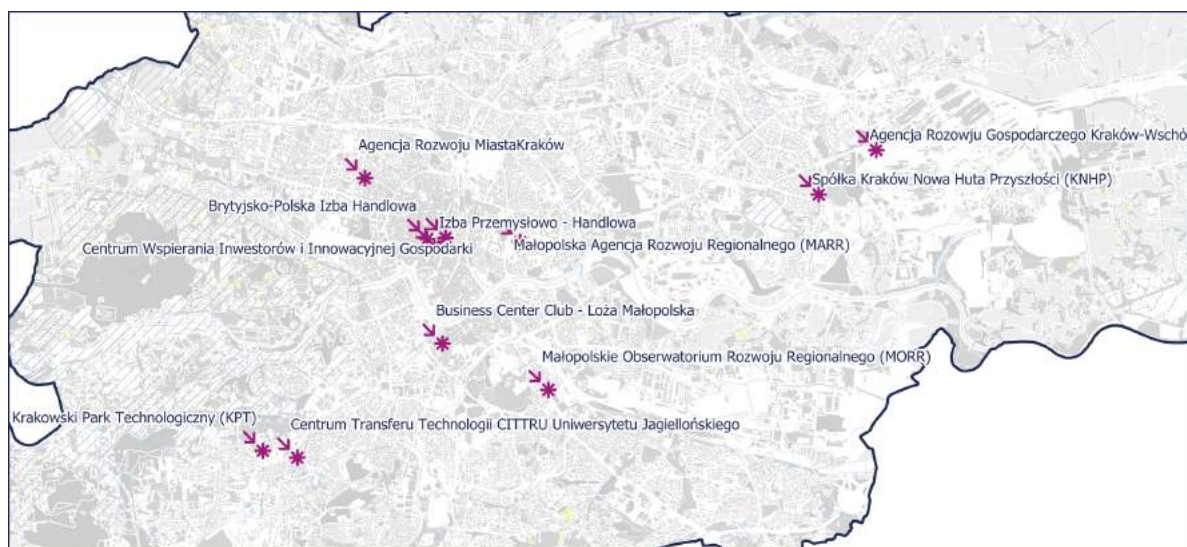 Agencja Rozowju Gospodarczego Kraków-Wschó
Agencja Rozwoju MiastaKraków
Spółka Kraków Nowa Huta Przyszłości (KNHP)
Brytyjsko-Polska Izba Handlowa
Izba Przemysłowo - Handlowa
Centrum Wspierania Inwestorów i Innowacyjnej Gospodarki
Małopolska Agencja Rozwoju Regionalnego (MARR)
Business Center Club - Loża Małopolska
Małopolskie Obserwatorium Rozwoju Regionalnego (MORR)
Krakowski Park Technologiczny (KPT)
Centrum Transferu Technologii CITTRU Uniwersytetu Jagiellońskiego